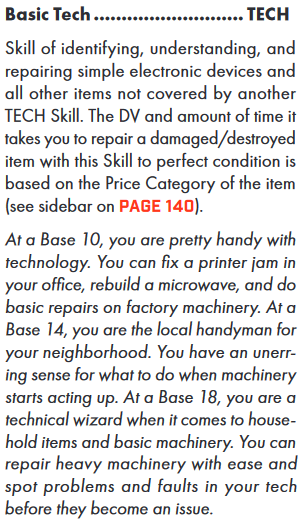 Basic Tech ........................... TECH
Skill of identifying, understanding, and
repairing simple electronic devices and
all other items not covered by another
TECH Skill. The DV and amount of time it
takes you to repair a damaged/destroyed
item with this Skill to perfect condition is
based on the Price Category of the item
(see sidebar on PAGE 140).
At a Base 10, you are pretty handy with
technology. You can fix a printer jam in
your office, rebuild a microwave, and do
basic repairs on factory machinery. At a
Base 14, you are the local handyman for
your neighborhood. You have an unerr-
ing sense for what to do when machinery
starts acting up. At a Base 18, you are a
technical wizard when it comes to house-
hold items and basic machinery. You can
repair heavy machinery with ease and
spot problems and faults in your tech
before they become an issue.